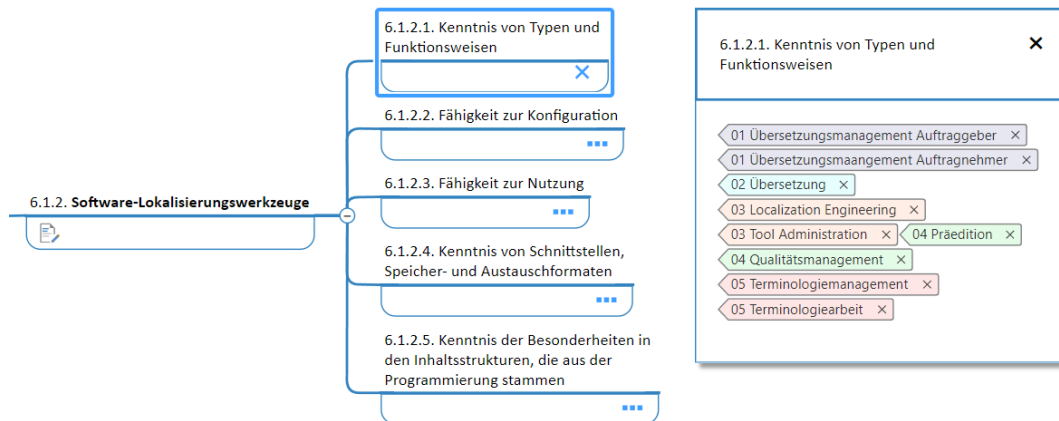 6.1.2. Software-Lokalisierungswerkzeuge
6.1.2.1. Kenntnis von Typen und
Funktionsweisen
6.1.2.2. Fähigkeit zur Konfiguration
6.1.2.3. Fähigkeit zur Nutzung
6.1.2.4. Kenntnis von Schnittstellen,
Speicher- und Austauschformaten
6.1.2.5. Kenntnis der Besonderheiten in
den Inhaltsstrukturen, die aus der
Programmierung stammen
6.1.2.1. Kenntnis von Typen und
Funktionsweisen
01 Übersetzungsmanagement Auftraggeber
01 Übersetzungsmaangement Auftragnehmer
02 Übersetzung
03 Localization Engineering
03 Tool Administration 04 Präedition
04 Qualitätsmanagement
05 Terminologiemanagement
05 Terminologiearbeit